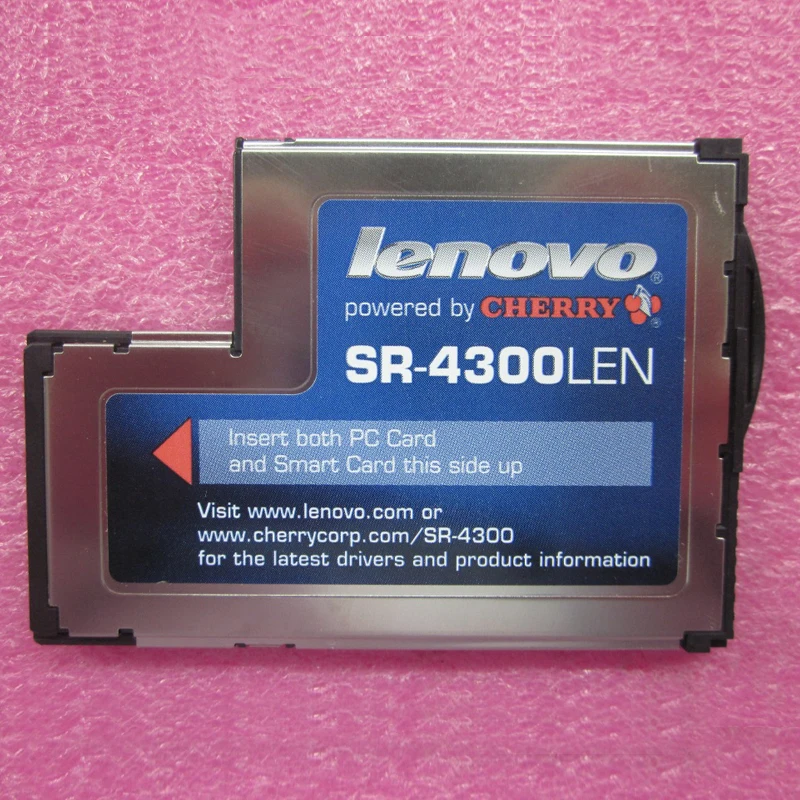 lenovo®
powered by CHERRY®
SR-4300LEN
Insert both PC Card
and Smart Card this side up
Visit www.lenovo.com or
www.cherrycorp.com/SR-4300
for the latest drivers and product information